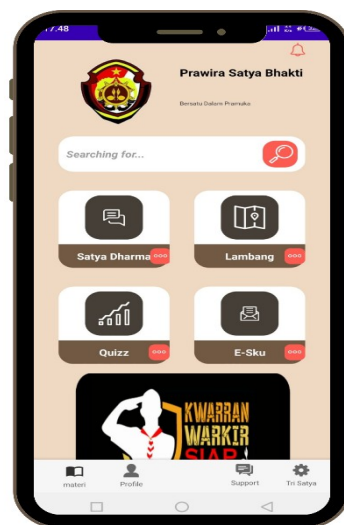 7.48
Prawira Satya Bhakti
Bersatu Dalam Pramuka
Searching for...
Satya Dharma
Lambang
Quizz
E-Sku
KWARRAN
WARKIR
SIAP
materi
Profile
Support
Tri Satya